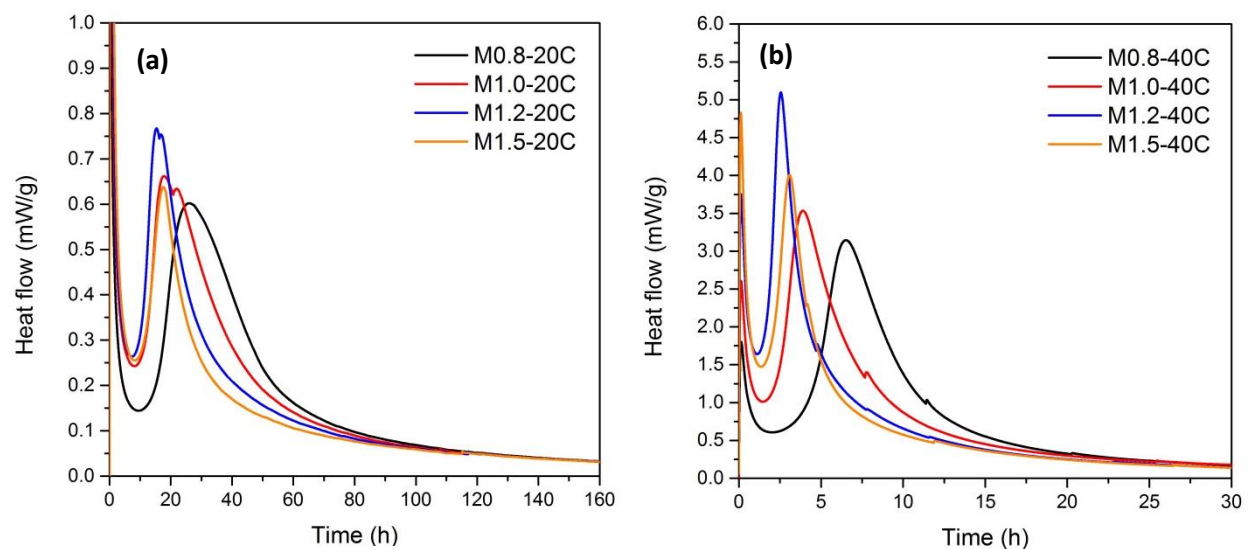 (a)
M0.8-20C
M1.0-20C
M1.2-20C
M1.5-20C
Heat flow (mW/g)
1.0
0.9
0.8
0.7
0.6
0.5
0.4
0.3
0.2
0.1
0.0
0 20 40 60 80 100 120 140 160
Time (h)
(b)
M0.8-40C
M1.0-40C
M1.2-40C
M1.5-40C
Heat flow (mW/g)
6.0
5.5
5.0
4.5
4.0
3.5
3.0
2.5
2.0
1.5
1.0
0.5
0.0
0 5 10 15 20 25 30
Time (h)